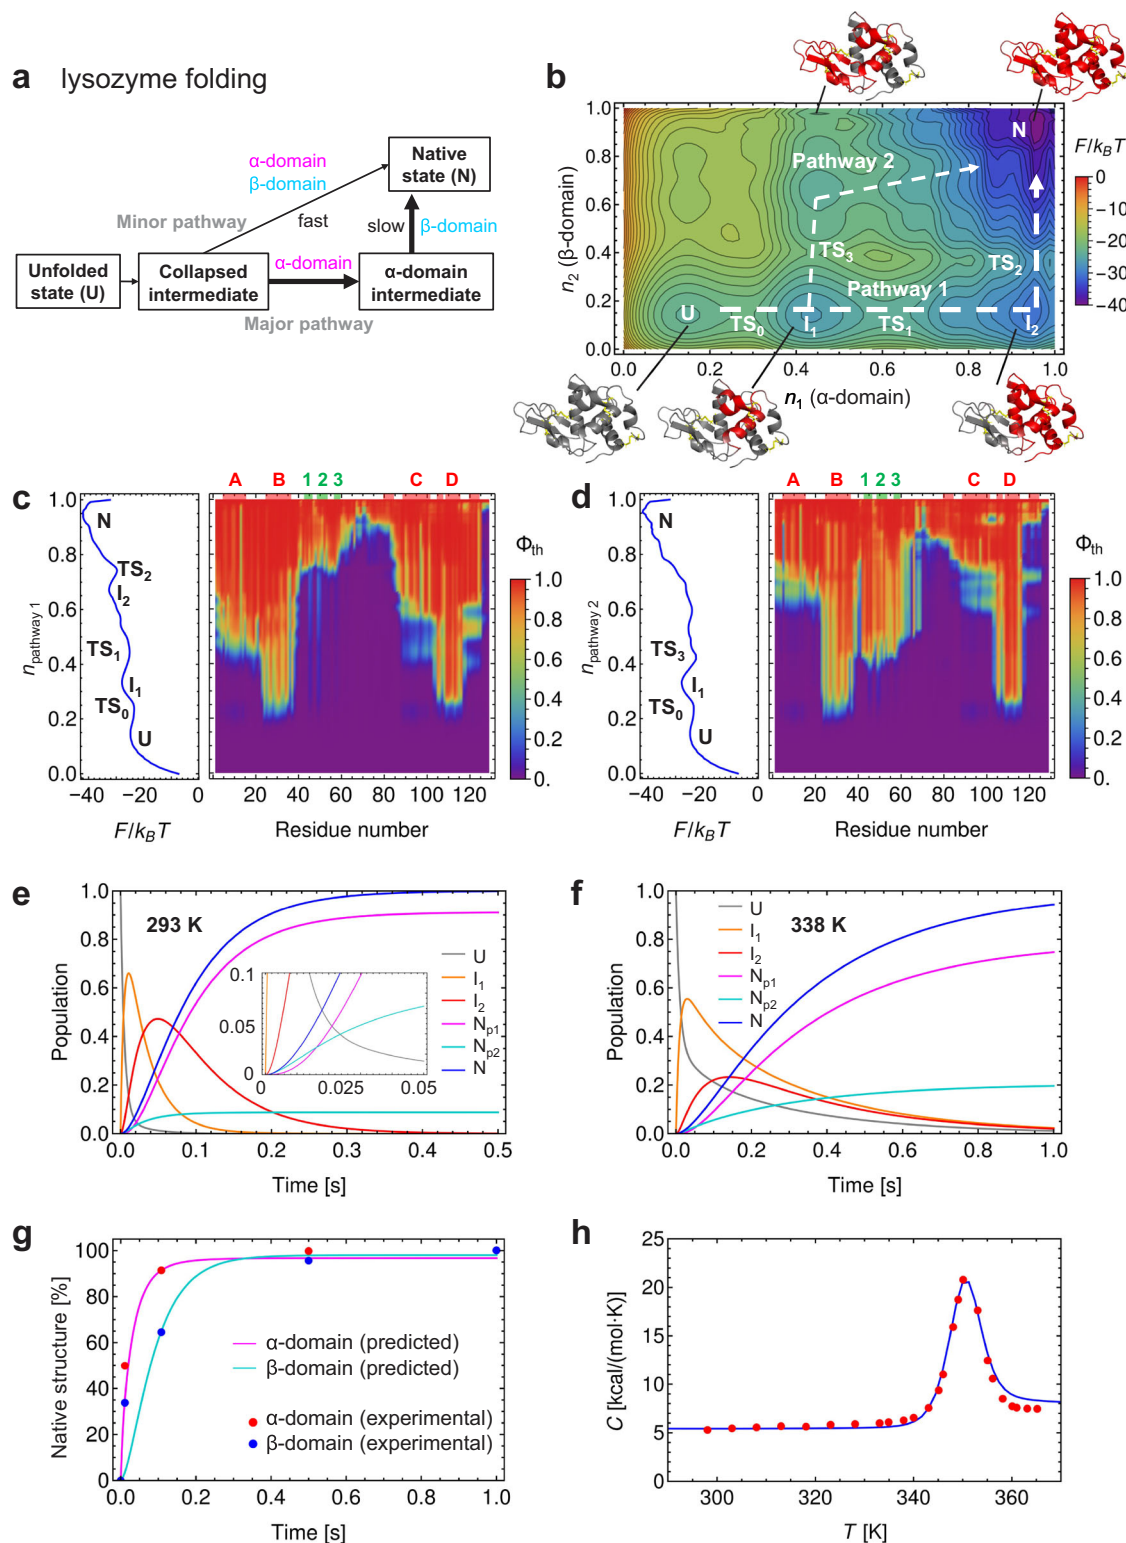 a lysozyme folding
α-domain
β-domain
Native
state (N)
Minor pathway
fast
slow
β-domain
Unfolded
state (U)
Collapsed
intermediate
α-domain
α-domain
intermediate
Major pathway
b
n₂ (β-domain)
1.0
0.8
0.6
0.4
0.2
0.0
N
Pathway 2
TS₃
TS₂
Pathway 1
U
TS₀
I₁
TS₁
I₂
0.0 0.2 0.4 0.6 0.8 1.0
n₁ (α-domain)
F/k_BT
0
−10
−20
−30
−40
c
n_pathway 1
1.0
0.8
0.6
0.4
0.2
0.0
N
TS₂
I₂
TS₁
I₁
TS₀
U
−40 −20 0
F/k_BT
A B 1 2 3 C D
0 20 40 60 80 100 120
Residue number
Φ_th
1.0
0.8
0.6
0.4
0.2
0.
d
n_pathway 2
1.0
0.8
0.6
0.4
0.2
0.0
N
TS₃
I₁
TS₀
U
−40 −20 0
F/k_BT
A B 1 2 3 C D
0 20 40 60 80 100 120
Residue number
Φ_th
1.0
0.8
0.6
0.4
0.2
0.
e
Population
1.0
0.8
0.6
0.4
0.2
0.0
293 K
0.1
0.05
0
0 0.025 0.05
U
I₁
I₂
N_p1
N_p2
N
0.0 0.1 0.2 0.3 0.4 0.5
Time [s]
f
Population
1.0
0.8
0.6
0.4
0.2
0.0
U
I₁
I₂
N_p1
N_p2
N
338 K
0.0 0.2 0.4 0.6 0.8 1.0
Time [s]
g
Native structure [%]
100
80
60
40
20
0
α-domain (predicted)
β-domain (predicted)
α-domain (experimental)
β-domain (experimental)
0.0 0.2 0.4 0.6 0.8 1.0
Time [s]
h
C [kcal/(mol·K)]
25
20
15
10
5
0
300 320 340 360
T [K]